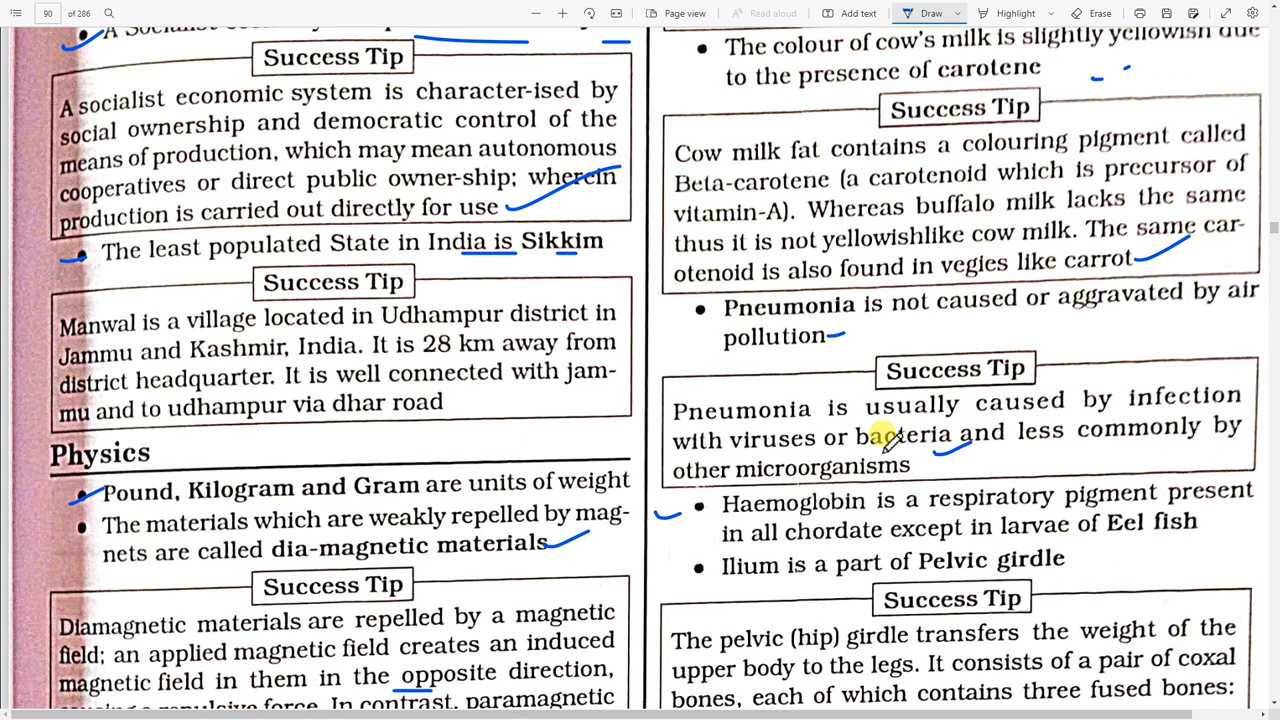 90 of 286
Page view
Read aloud
Add text
Draw
Highlight
Erase
Success Tip
A socialist economic system is character-ised by
social ownership and democratic control of the
means of production, which may mean autonomous
cooperatives or direct public owner-ship; wherein
production is carried out directly for use
• The least populated State in India is Sikkim
Success Tip
Manwal is a village located in Udhampur district in
Jammu and Kashmir, India. It is 28 km away from
district headquarter. It is well connected with jam-
mu and to udhampur via dhar road
Physics
• Pound, Kilogram and Gram are units of weight
• The materials which are weakly repelled by mag-
nets are called dia-magnetic materials
Success Tip
Diamagnetic materials are repelled by a magnetic
field; an applied magnetic field creates an induced
magnetic field in them in the opposite direction,
force. In contrast, paramagnetic
• The colour of cow's milk is slightly yellowish due
to the presence of carotene
Success Tip
Cow milk fat contains a colouring pigment called
Beta-carotene (a carotenoid which is precursor of
vitamin-A). Whereas buffalo milk lacks the same
thus it is not yellowishlike cow milk. The same car-
otenoid is also found in vegies like carrot
• Pneumonia is not caused or aggravated by air
pollution
Success Tip
Pneumonia is usually caused by infection
with viruses or bacteria and less commonly by
other microorganisms
• Haemoglobin is a respiratory pigment present
in all chordate except in larvae of Eel fish
• Ilium is a part of Pelvic girdle
Success Tip
The pelvic (hip) girdle transfers the weight of the
upper body to the legs. It consists of a pair of coxal
bones, each of which contains three fused bones: